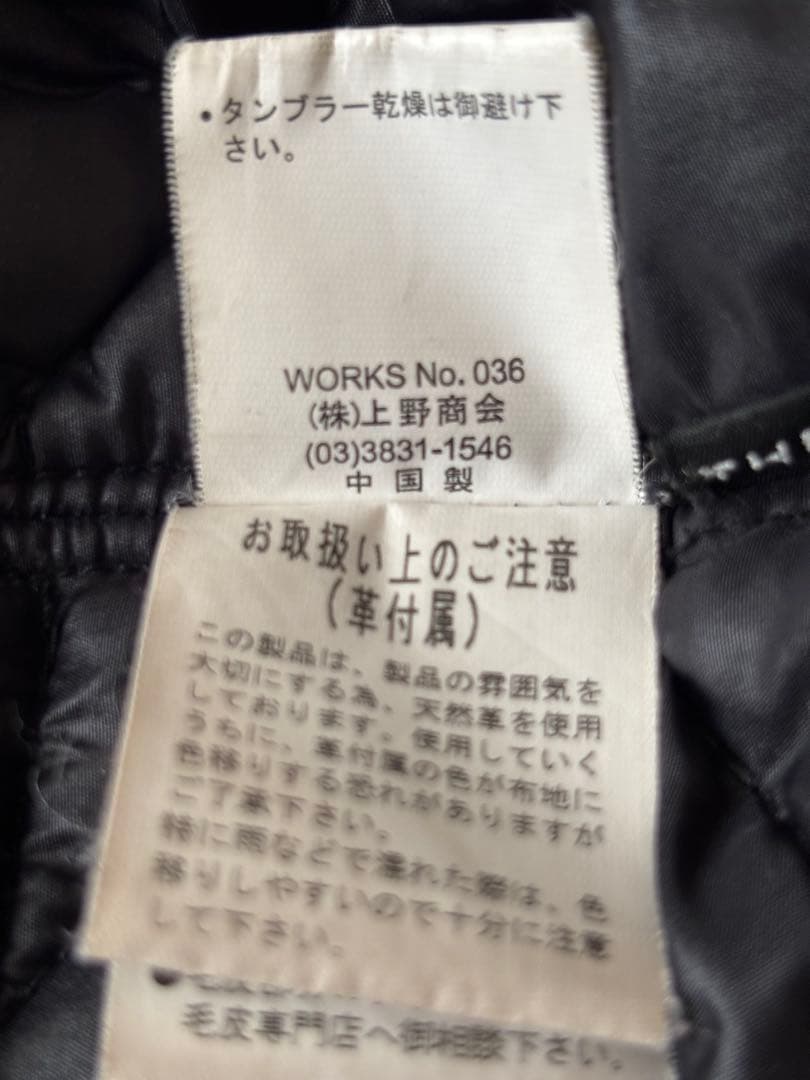 •タンブラー乾燥は御避け下
さい。
WORKS No. 036
(株)上野商会
(03)3831-1546
中国製
お取扱い上のご注意
(革付属)
この製品は、製品の雰囲気を
大切にする為、天然革を使用
しております。使用していく
うちに、革付属の色が布地に
色移りする恐れがありますが
ご了承下さい。
特に雨などで濡れた際は、色
移りしやすいので十分に注意
して下さい。
毛皮専門店へ御相談下さい。